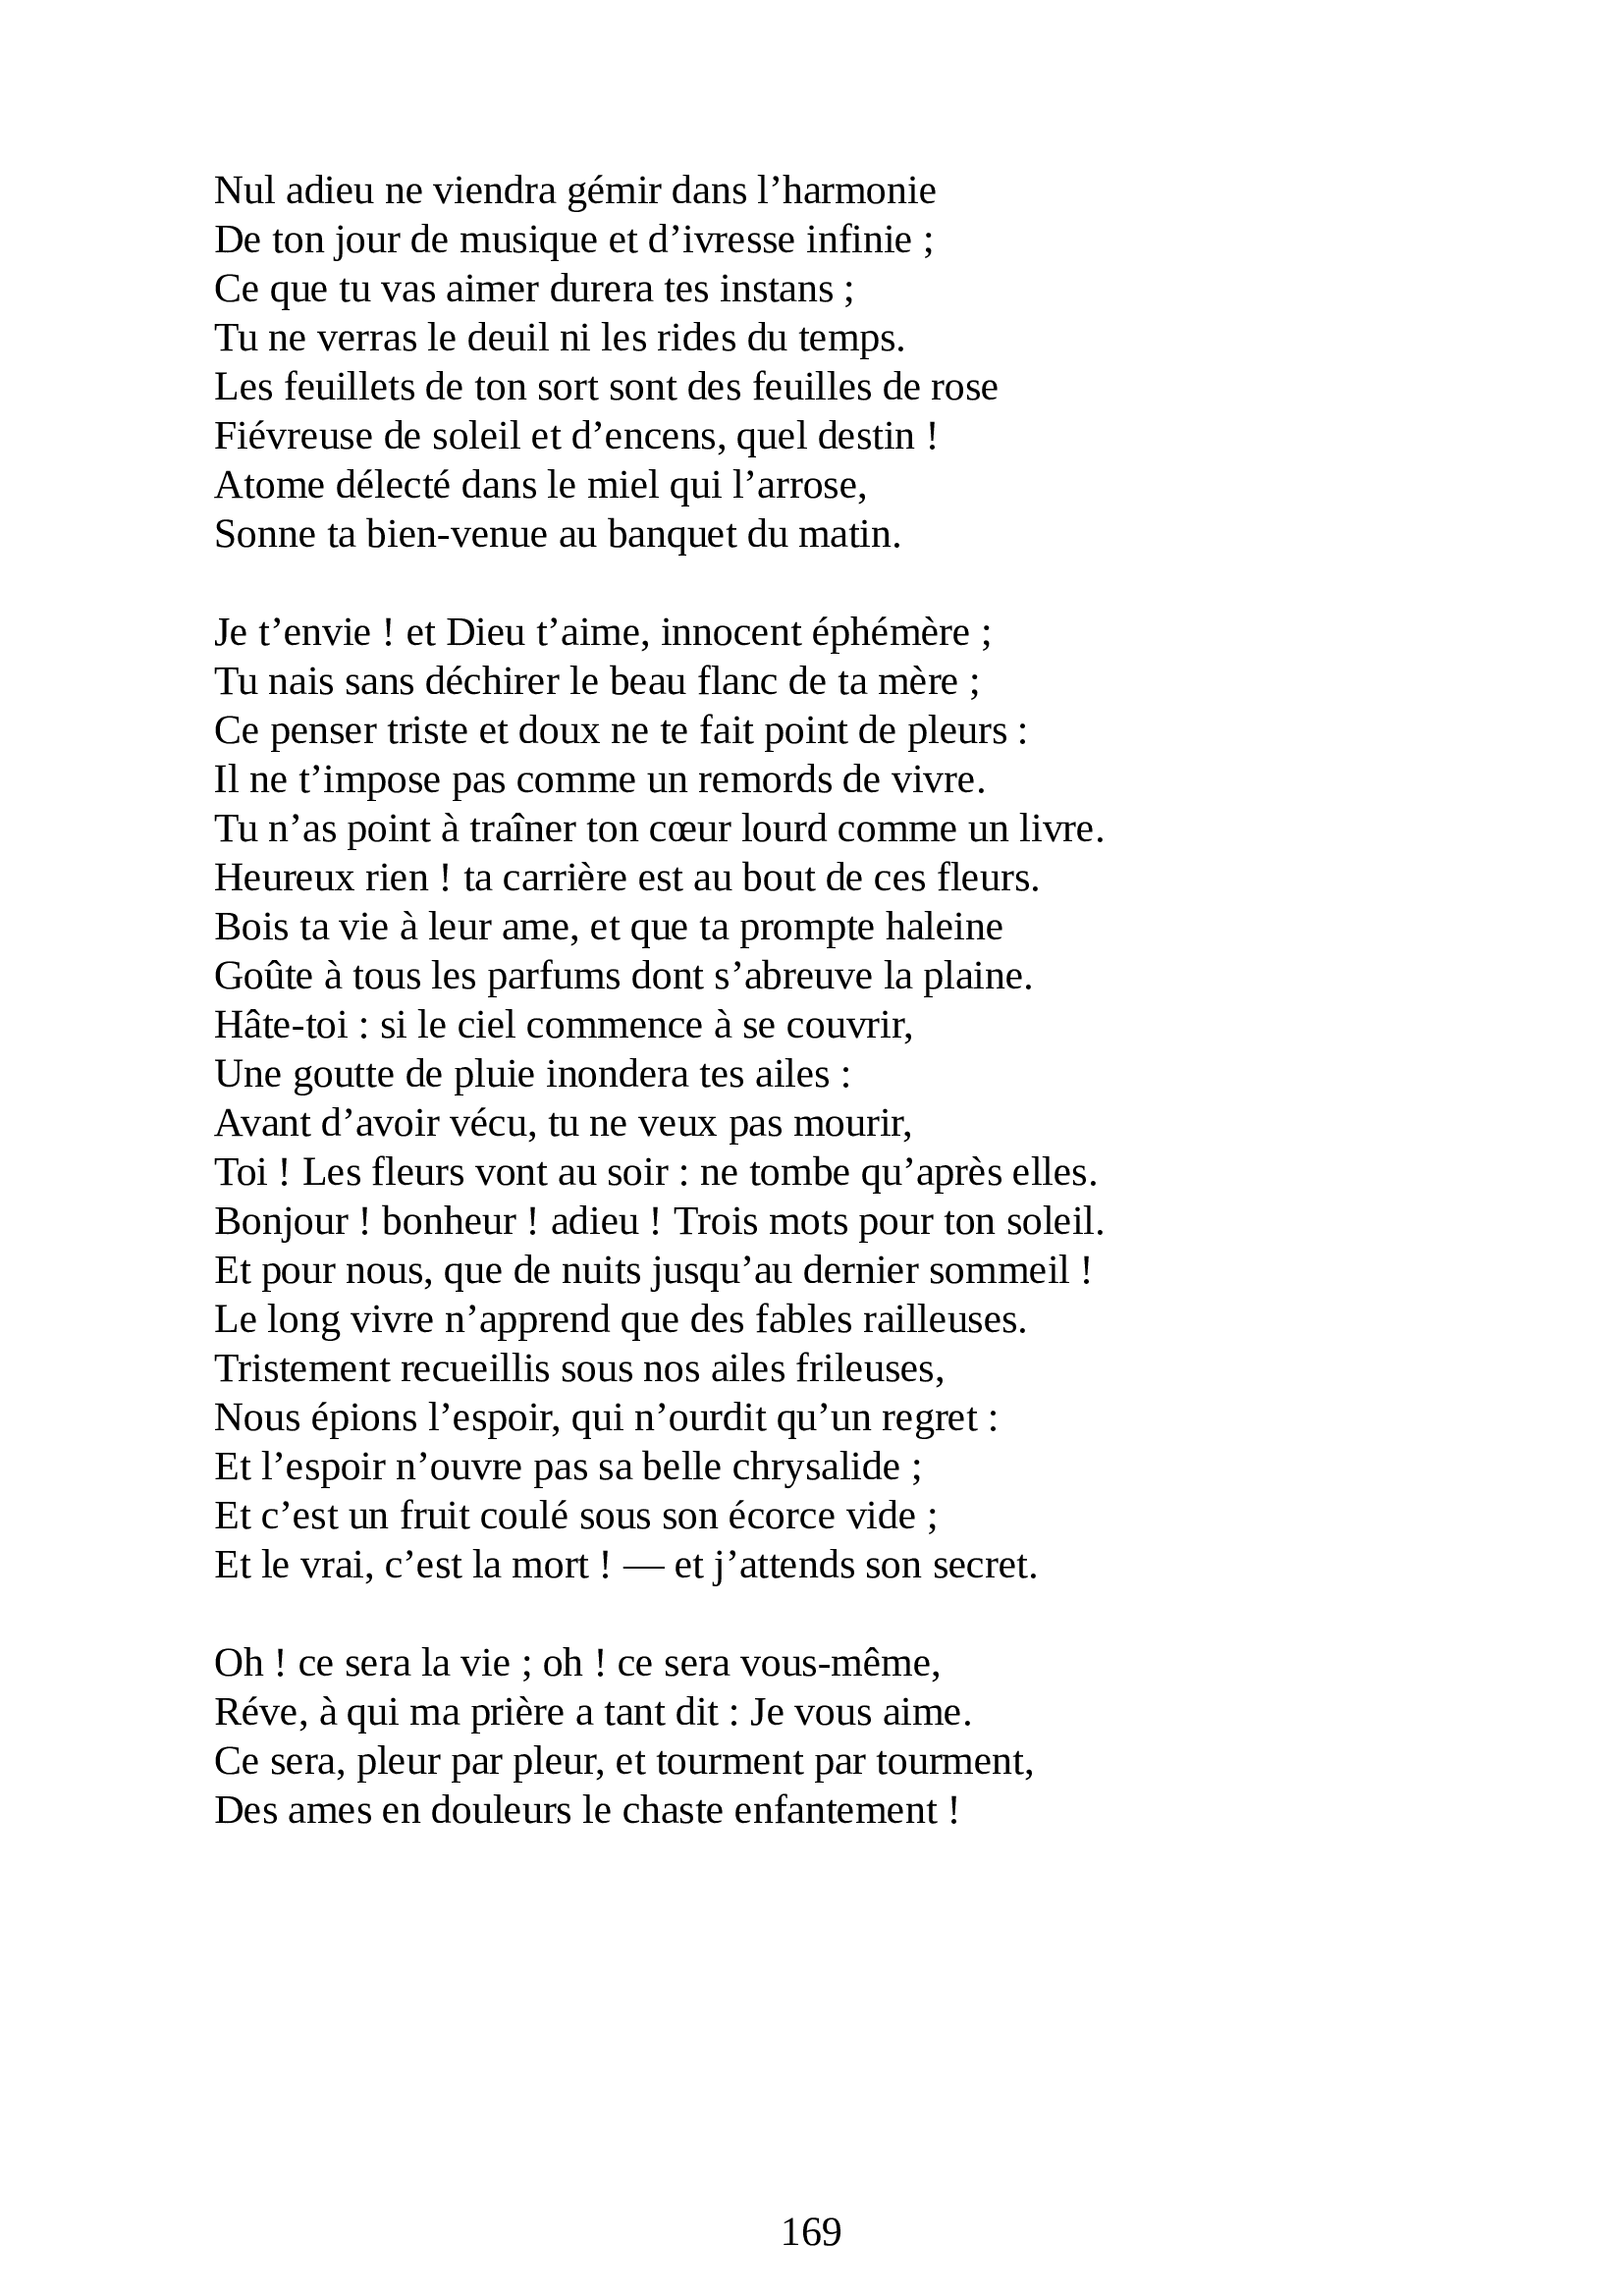 Nul adieu ne viendra gémir dans l’harmonie
De ton jour de musique et d’ivresse infinie ;
Ce que tu vas aimer durera tes instans ;
Tu ne verras le deuil ni les rides du temps.
Les feuillets de ton sort sont des feuilles de rose
Fiévreuse de soleil et d’encens, quel destin !
Atome délecté dans le miel qui l’arrose,
Sonne ta bien-venue au banquet du matin.

Je t’envie ! et Dieu t’aime, innocent éphémère ;
Tu nais sans déchirer le beau flanc de ta mère ;
Ce penser triste et doux ne te fait point de pleurs :
Il ne t’impose pas comme un remords de vivre.
Tu n’as point à traîner ton cœur lourd comme un livre.
Heureux rien ! ta carrière est au bout de ces fleurs.
Bois ta vie à leur ame, et que ta prompte haleine
Goûte à tous les parfums dont s’abreuve la plaine.
Hâte-toi : si le ciel commence à se couvrir,
Une goutte de pluie inondera tes ailes :
Avant d’avoir vécu, tu ne veux pas mourir,
Toi ! Les fleurs vont au soir : ne tombe qu’après elles.
Bonjour ! bonheur ! adieu ! Trois mots pour ton soleil.
Et pour nous, que de nuits jusqu’au dernier sommeil !
Le long vivre n’apprend que des fables railleuses.
Tristement recueillis sous nos ailes frileuses,
Nous épions l’espoir, qui n’ourdit qu’un regret :
Et l’espoir n’ouvre pas sa belle chrysalide ;
Et c’est un fruit coulé sous son écorce vide ;
Et le vrai, c’est la mort ! — et j’attends son secret.

Oh ! ce sera la vie ; oh ! ce sera vous-même,
Réve, à qui ma prière a tant dit : Je vous aime.
Ce sera, pleur par pleur, et tourment par tourment,
Des ames en douleurs le chaste enfantement !

169